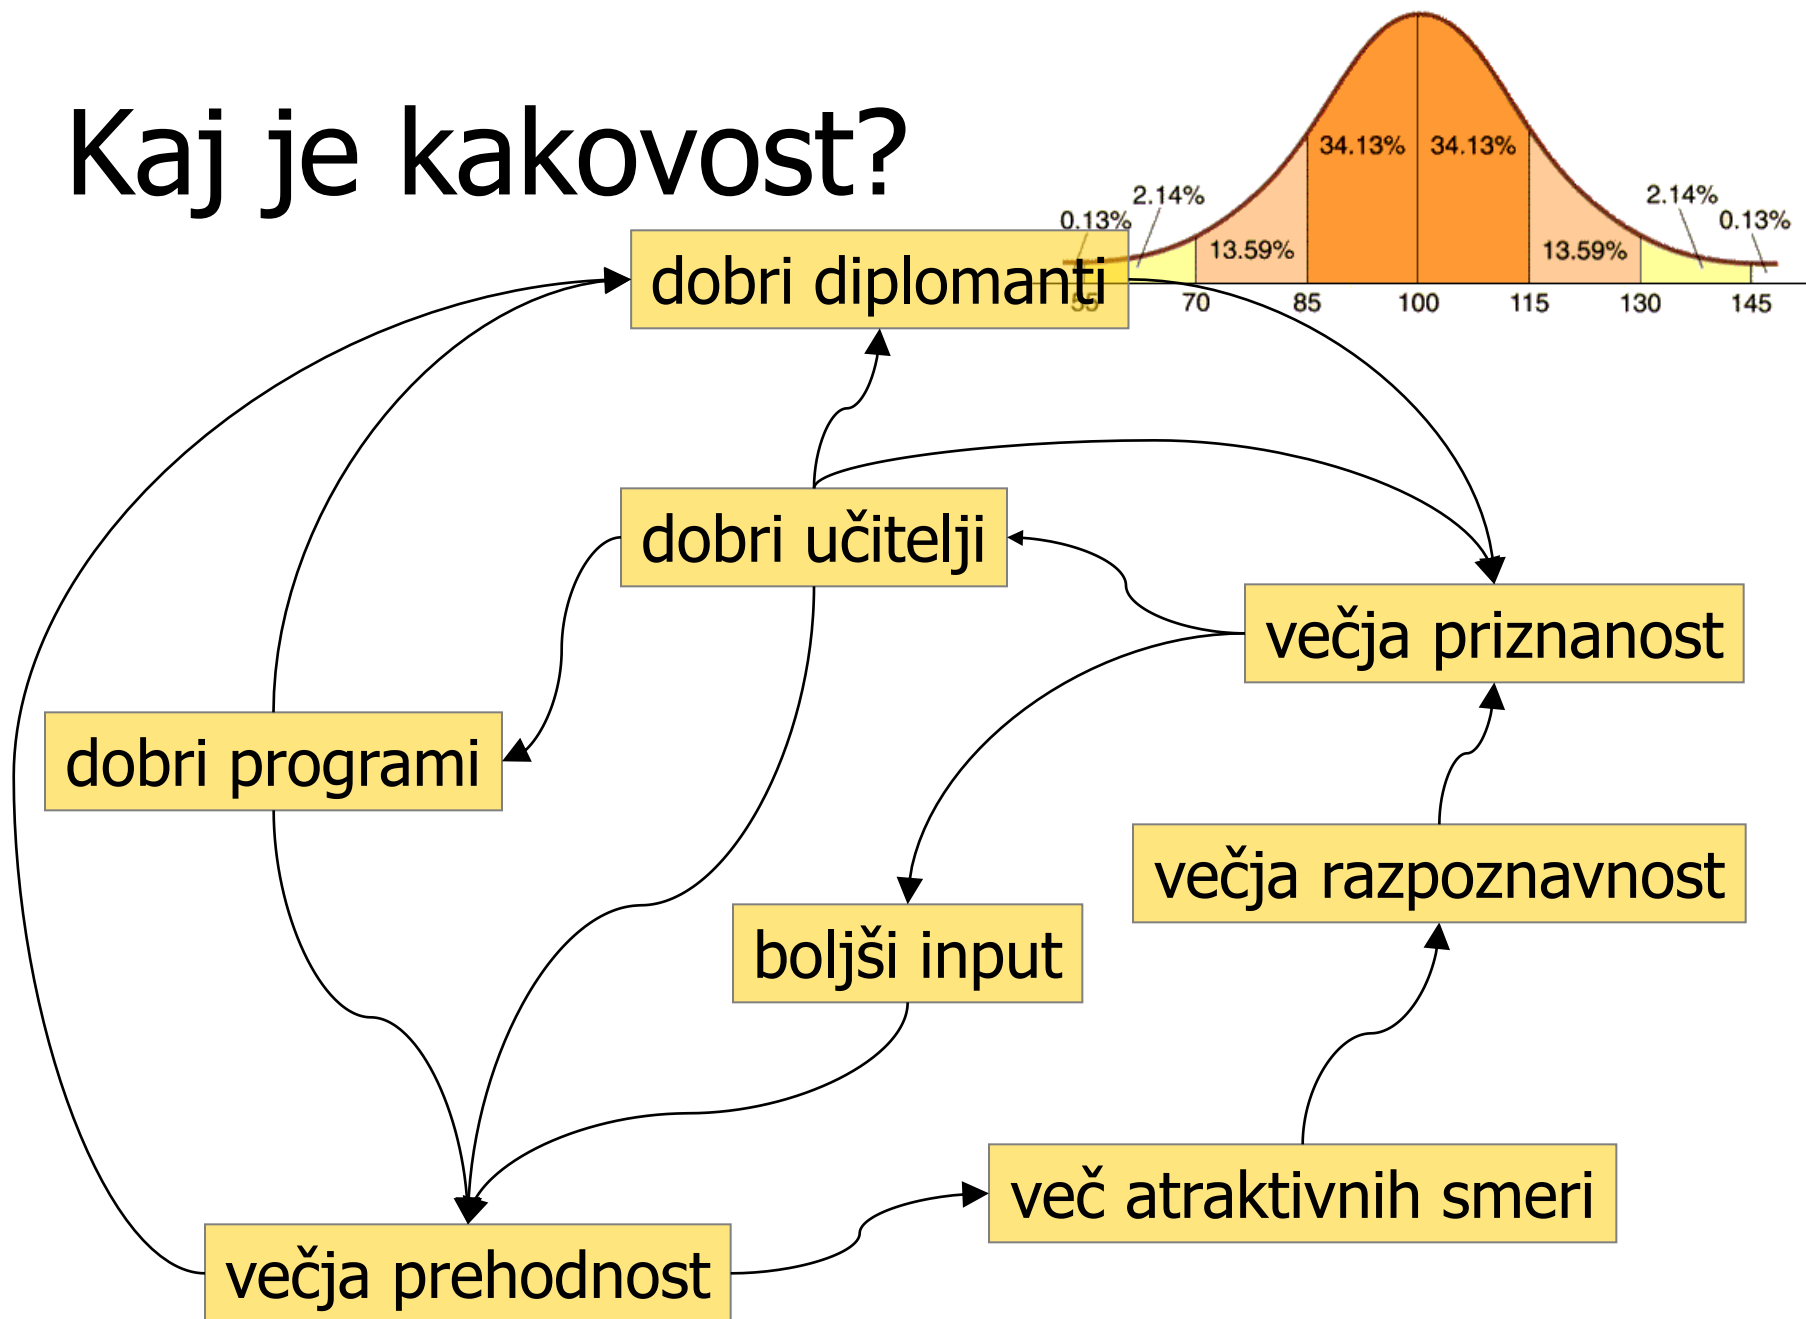 Kaj je kakovost?
34.13% 34.13%
2.14% 2.14%
0.13% 0.13%
13.59% 13.59%
dobri diplomanti
55 70 85 100 115 130 145
dobri učitelji
večja priznanost
dobri programi
večja razpoznavnost
boljši input
več atraktivnih smeri
večja prehodnost